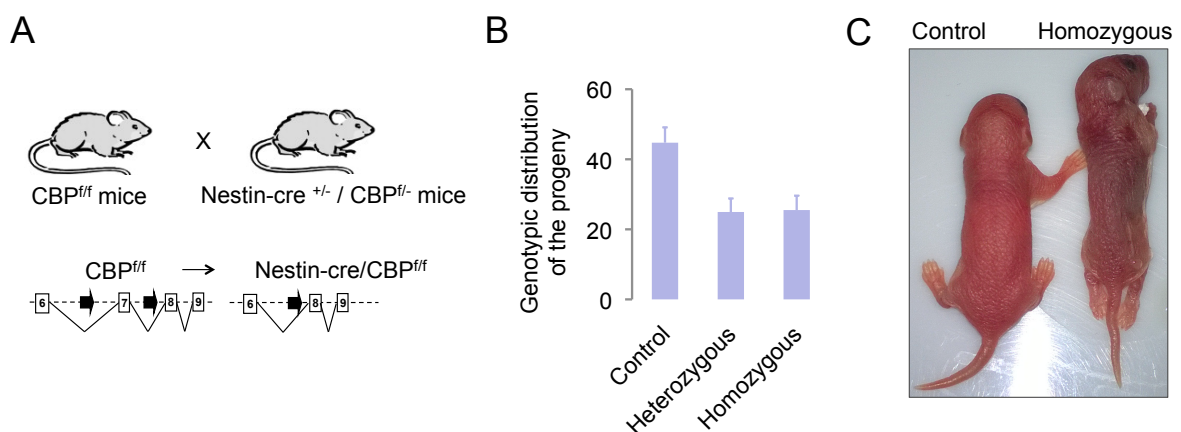 A
X
CBP^f/f mice
Nestin-cre ^+/- / CBP^f/- mice
CBP^f/f → Nestin-cre/CBP^f/f
6 7 8 9
6 8 9
B
Genotypic distribution
of the progeny
60
40
20
0
Control
Heterozygous
Homozygous
C
Control Homozygous